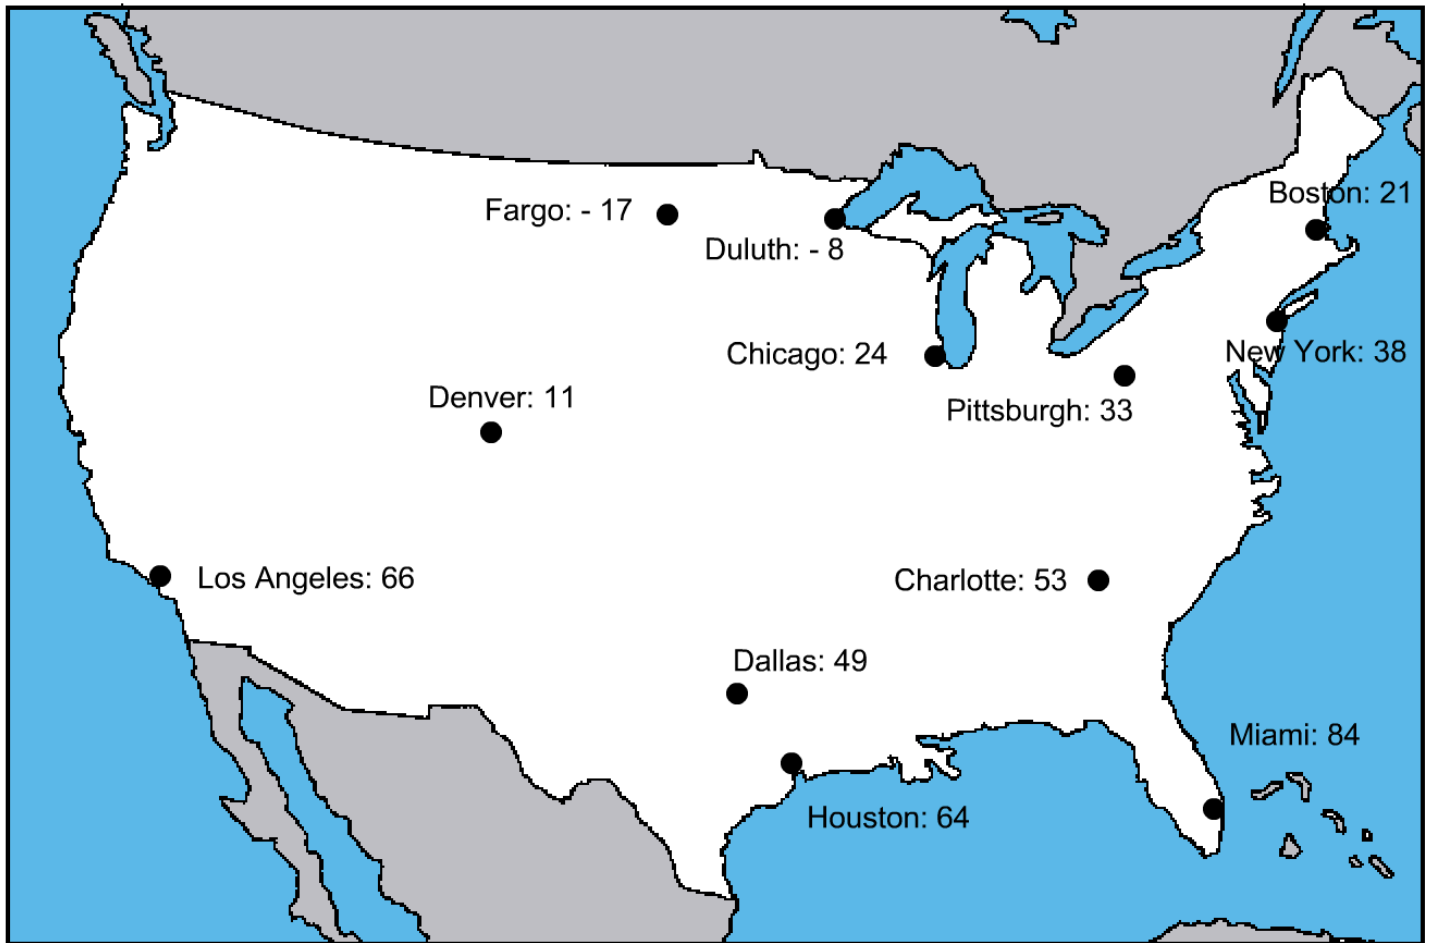 Boston: 21
Fargo: - 17
Duluth: - 8
New York: 38
Chicago: 24
Denver: 11
Pittsburgh: 33
Los Angeles: 66
Charlotte: 53
Dallas: 49
Miami: 84
Houston: 64